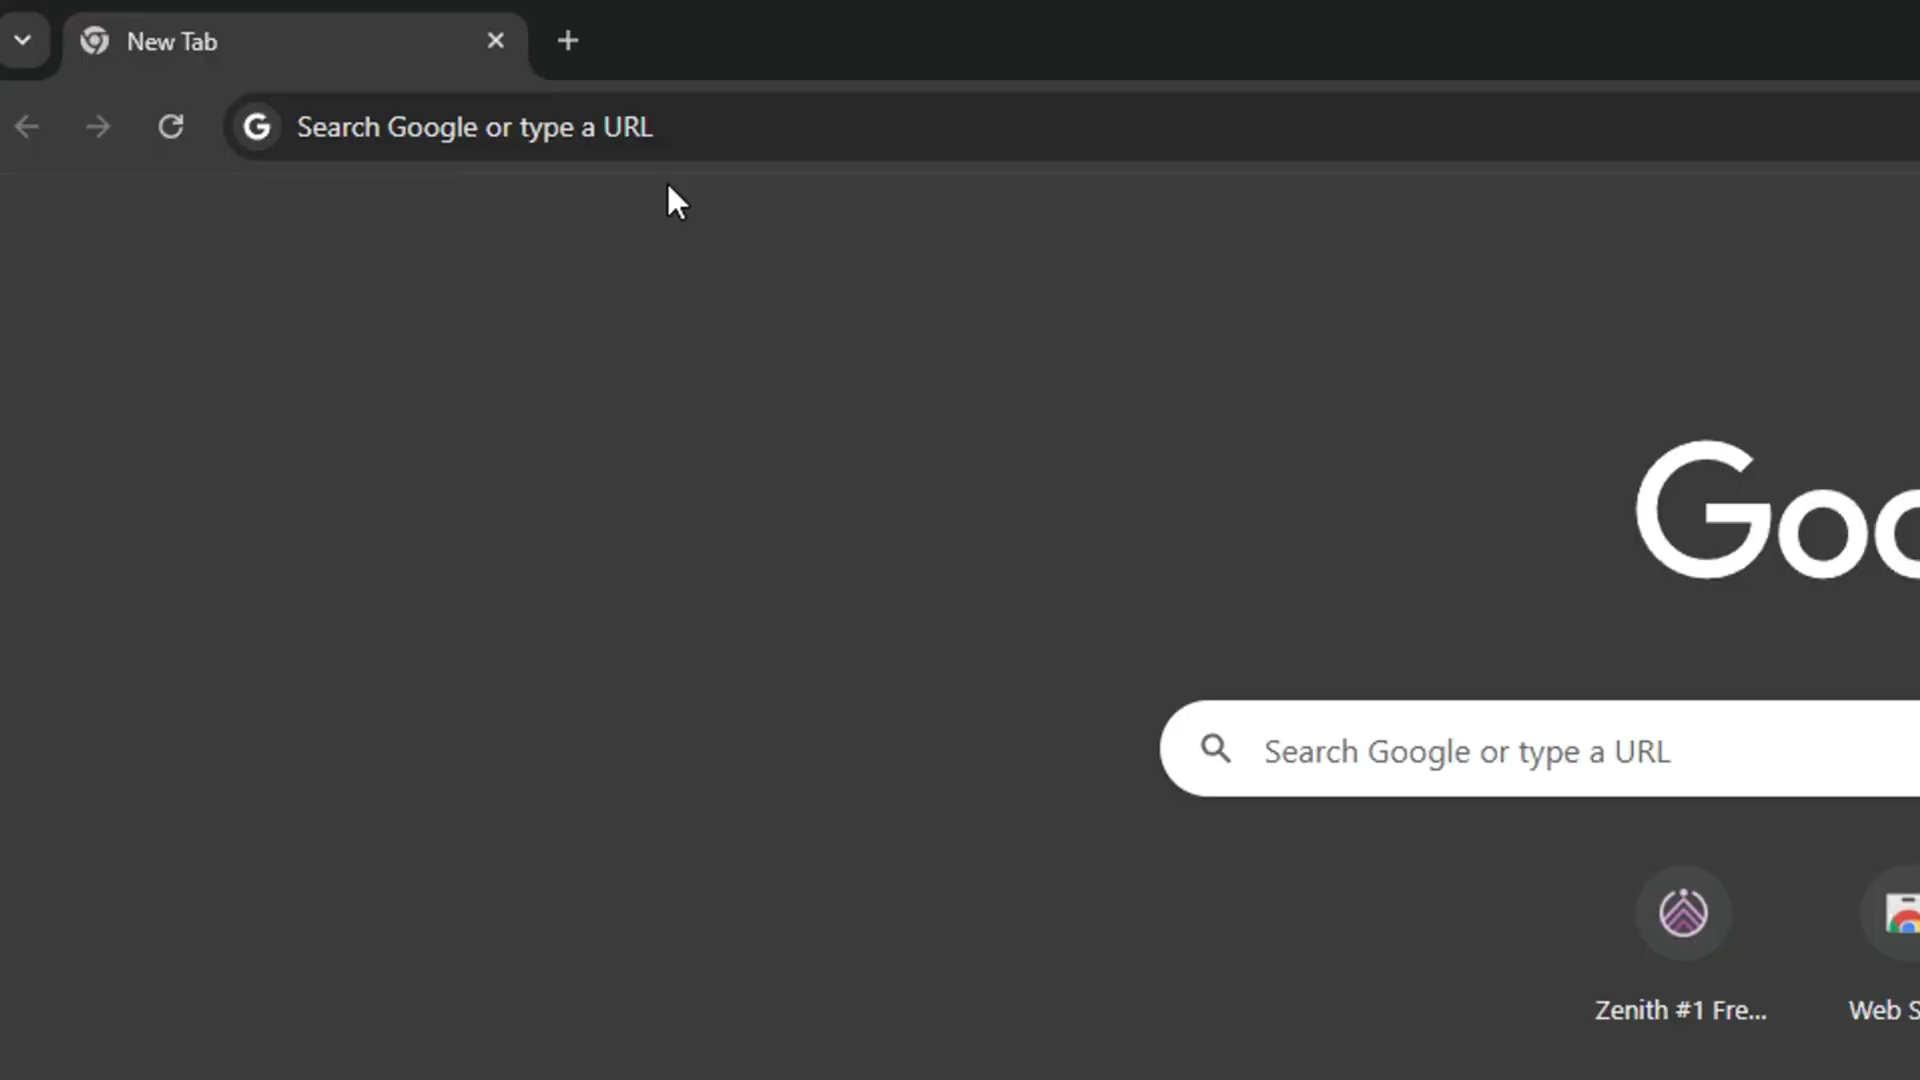 New Tab
Search Google or type a URL
Goo
Search Google or type a URL
Zenith #1 Fre...
Web S